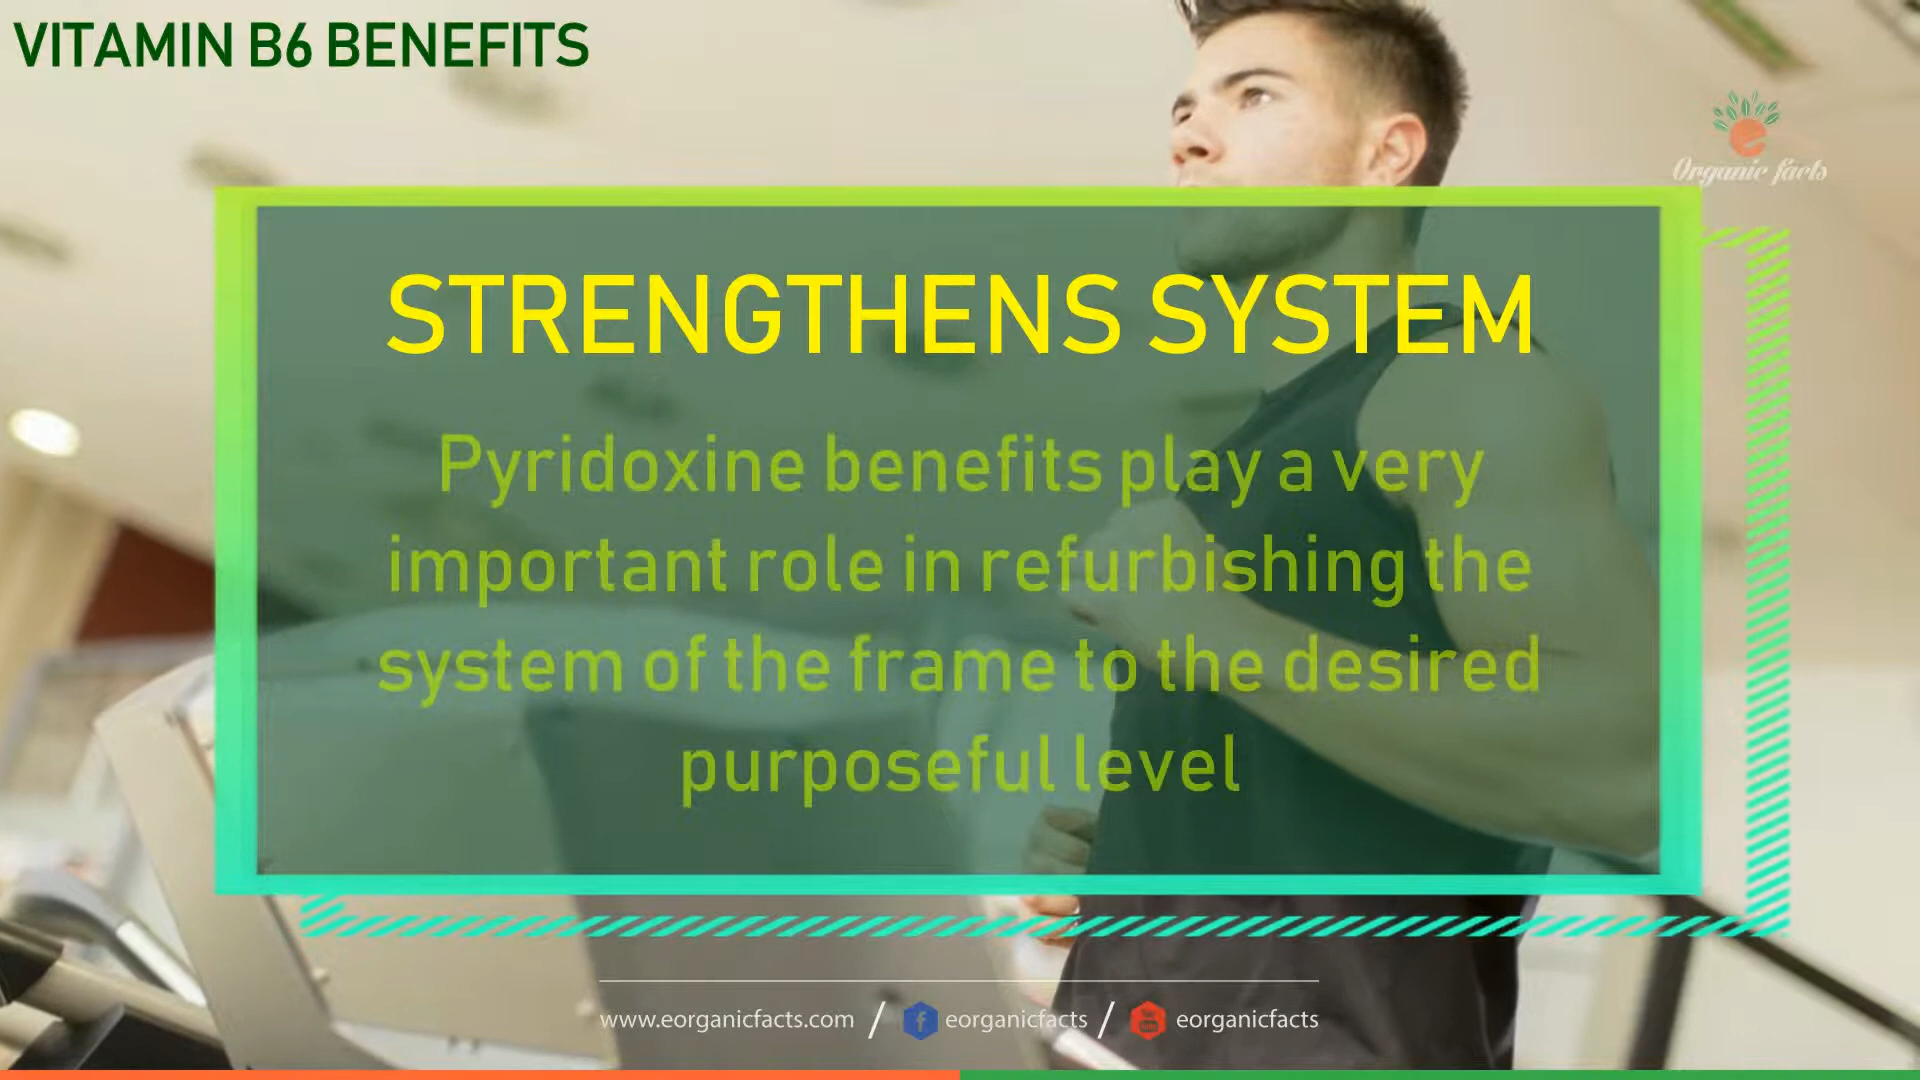 VITAMIN B6 BENEFITS
Organic facts
STRENGTHENS SYSTEM
Pyridoxine benefits play a very
important role in refurbishing the
system of the frame to the desired
purposeful level
www.eorganicfacts.com / eorganicfacts / eorganicfacts